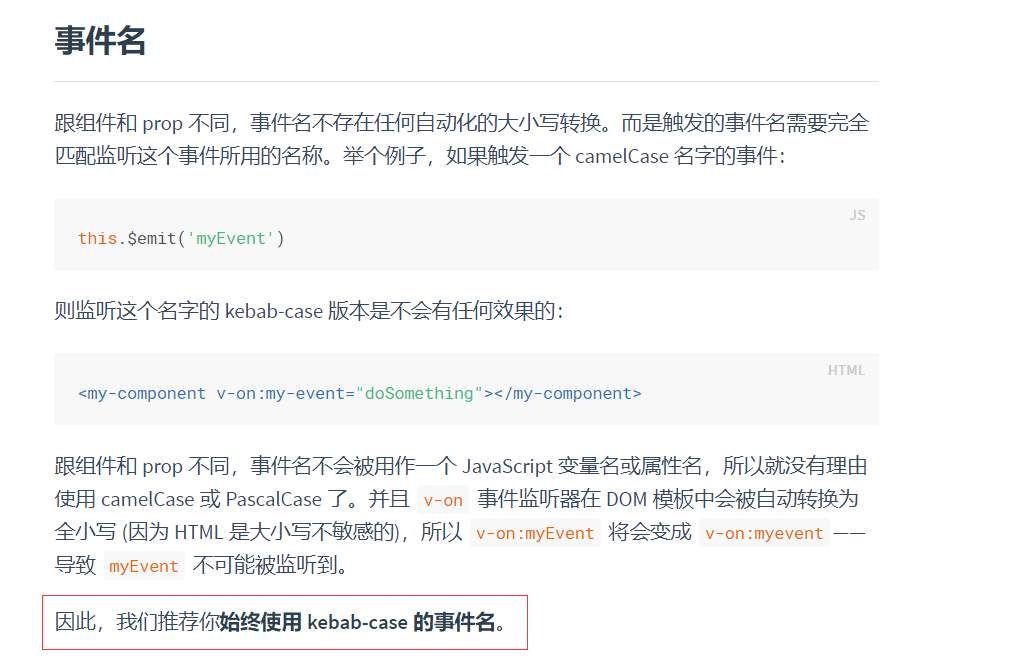 事件名
跟组件和 prop 不同，事件名不存在任何自动化的大小写转换。而是触发的事件名需要完全
匹配监听这个事件所用的名称。举个例子，如果触发一个 camelCase 名字的事件：
JS
this.$emit('myEvent')
则监听这个名字的 kebab-case 版本是不会有任何效果的：
HTML
<my-component v-on:my-event="doSomething"></my-component>
跟组件和 prop 不同，事件名不会被用作一个 JavaScript 变量名或属性名，所以就没有理由
使用 camelCase 或 PascalCase 了。并且 v-on 事件监听器在 DOM 模板中会被自动转换为
全小写 (因为 HTML 是大小写不敏感的)，所以 v-on:myEvent 将会变成 v-on:myevent——
导致 myEvent 不可能被监听到。
因此，我们推荐你始终使用 kebab-case 的事件名。